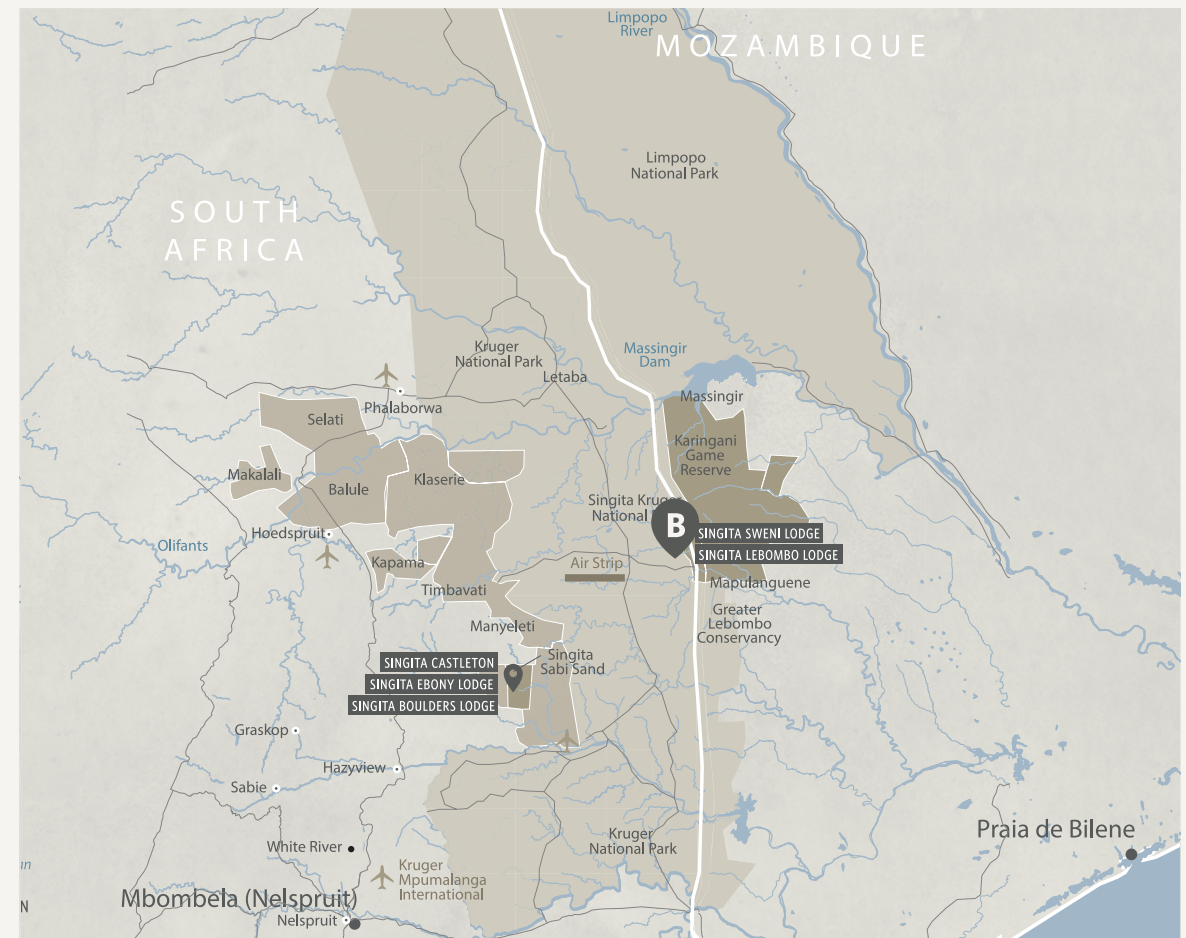 Limpopo
River
MOZAMBIQUE
Limpopo
National Park
SOUTH
AFRICA
Kruger
National Park
Massingir
Dam
Letaba
Massingir
Phalaborwa
Selati
Karingani
Game
Reserve
Makalali
Balule
Klaserie
Singita Kruger
National
B
SINGITA SWENI LODGE
SINGITA LEBOMBO LODGE
Hoedspruit
Olifants
Kapama
Air Strip
Timbavati
Mapulanguene
Manyeleti
Greater
Lebombo
Conservancy
Singita
Sabi Sand
SINGITA CASTLETON
SINGITA EBONY LODGE
SINGITA BOULDERS LODGE
Graskop
Hazyview
Sabie
White River
Kruger
National Park
Praia de Bilene
Kruger
Mpumalanga
International
Mbombela (Nelspruit)
Nelspruit
N